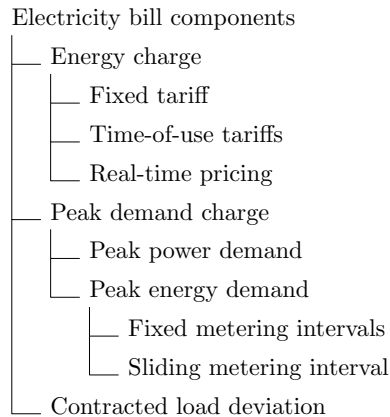 Electricity bill components
Energy charge
Fixed tariff
Time-of-use tariffs
Real-time pricing
Peak demand charge
Peak power demand
Peak energy demand
Fixed metering intervals
Sliding metering interval
Contracted load deviation